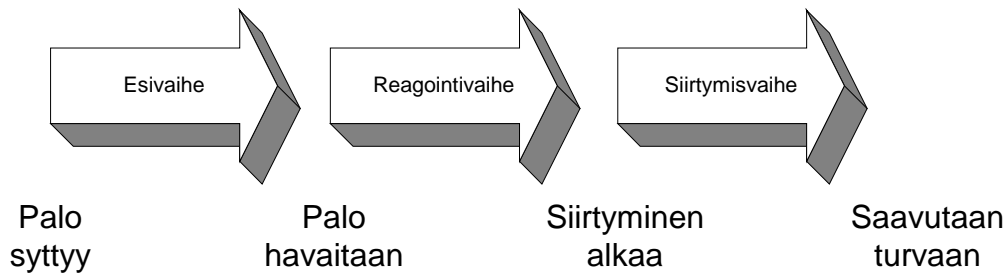 Esivaihe
Reagointivaihe
Siirtymisvaihe
Palo
syttyy
Palo
havaitaan
Siirtyminen
alkaa
Saavutaan
turvaan